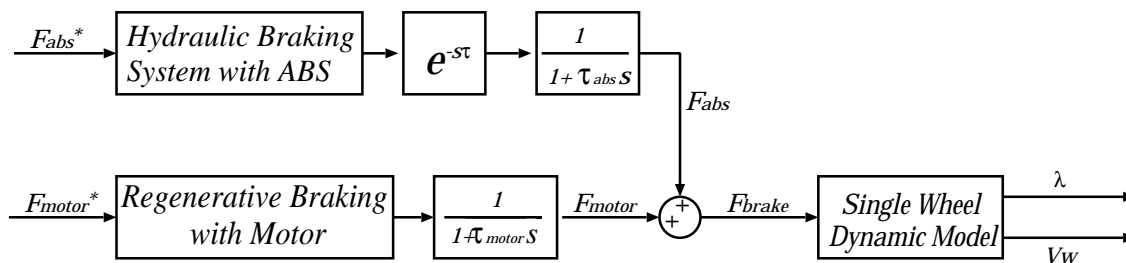 Fabs*
Hydraulic Braking
System with ABS
e^-sτ
1
1+ τabs s
Fabs
Fmotor*
Regenerative Braking
with Motor
1
1+τmotor s
Fmotor
+
+
Fbrake
Single Wheel
Dynamic Model
λ
Vw